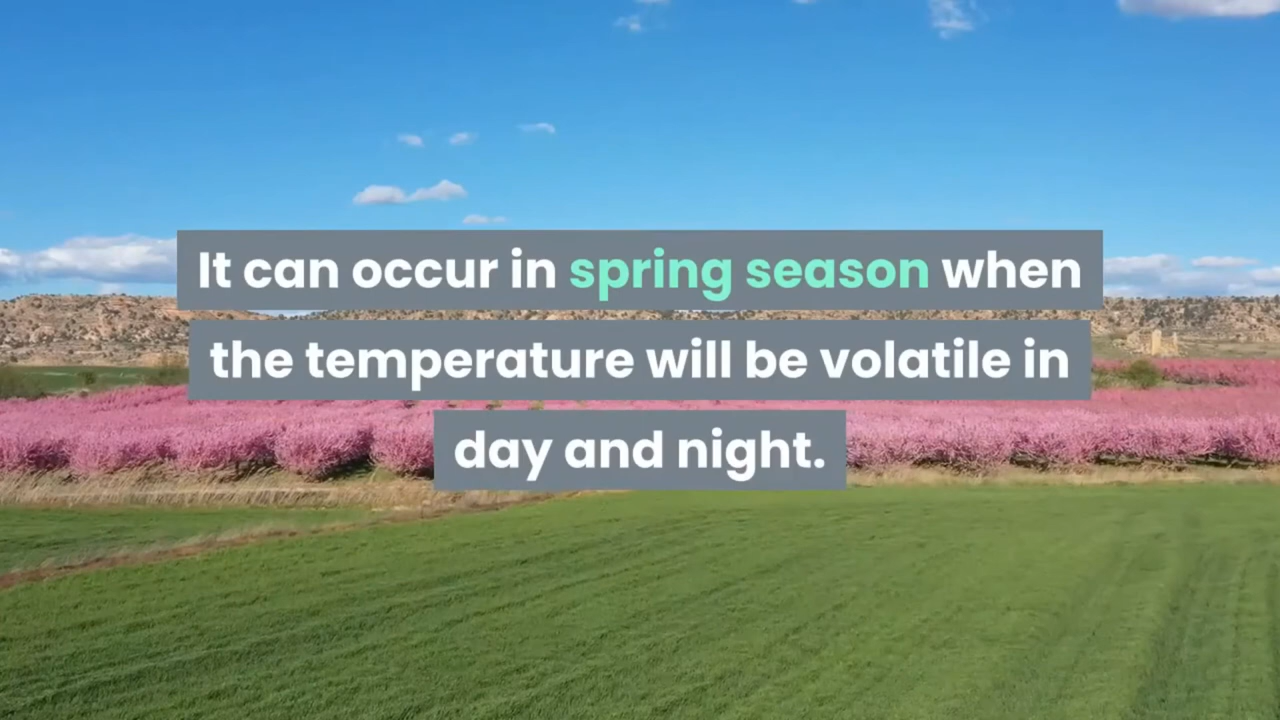 It can occur in spring season when
the temperature will be volatile in
day and night.